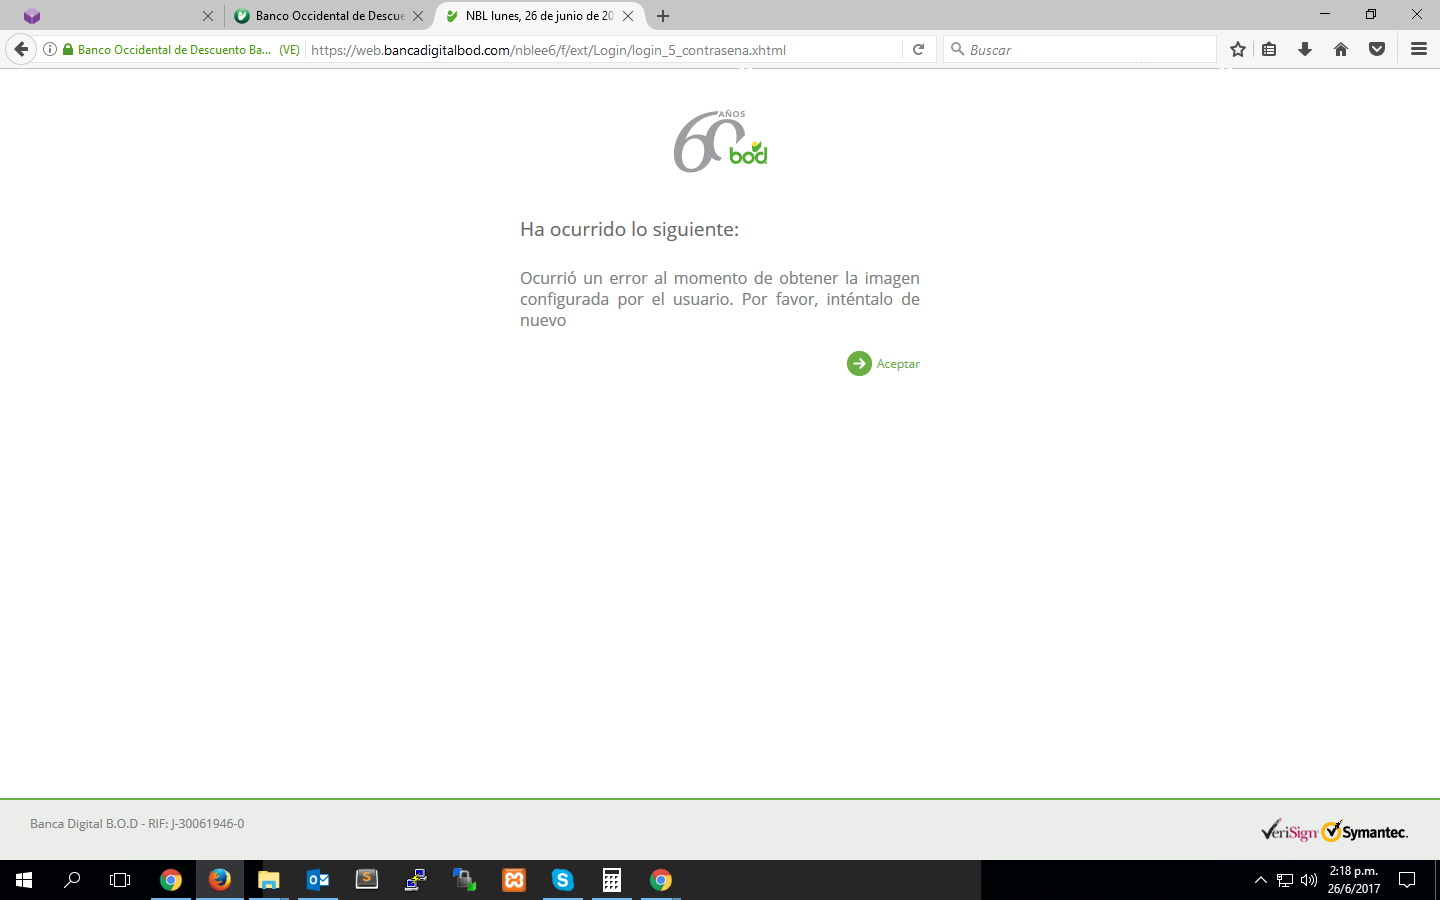 Banco Occidental de Descue
NBL lunes, 26 de junio de 20
Banco Occidental de Descuento Ba... (VE)
https://web.bancadigitalbod.com/nblee6/f/ext/Login/login_5_contrasena.xhtml
Buscar
60 AÑOS
bod
Ha ocurrido lo siguiente:
Ocurrió un error al momento de obtener la imagen
configurada por el usuario. Por favor, inténtalo de
nuevo
Aceptar
Banca Digital B.O.D - RIF: J-30061946-0
VeriSign
Symantec.
2:18 p.m.
26/6/2017